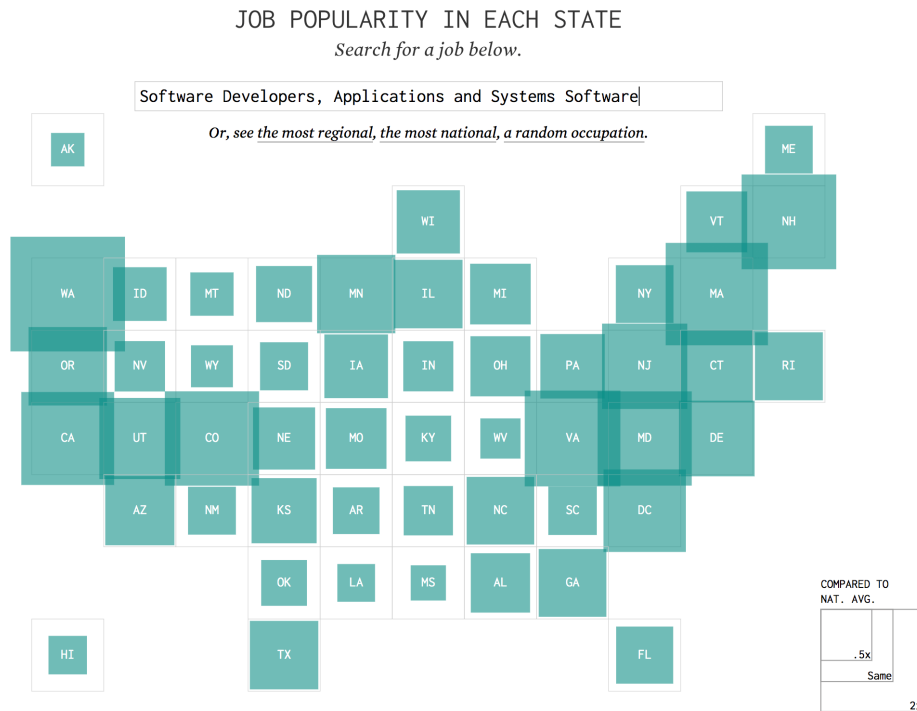 JOB POPULARITY IN EACH STATE
Search for a job below.
Software Developers, Applications and Systems Software
Or, see the most regional, the most national, a random occupation.
AK ME
WI VT NH
WA ID MT ND MN IL MI NY MA
OR NV WY SD IA IN OH PA NJ CT RI
CA UT CO NE MO KY WV VA MD DE
AZ NM KS AR TN NC SC DC
OK LA MS AL GA
HI TX FL
COMPARED TO
NAT. AVG.
.5x
Same